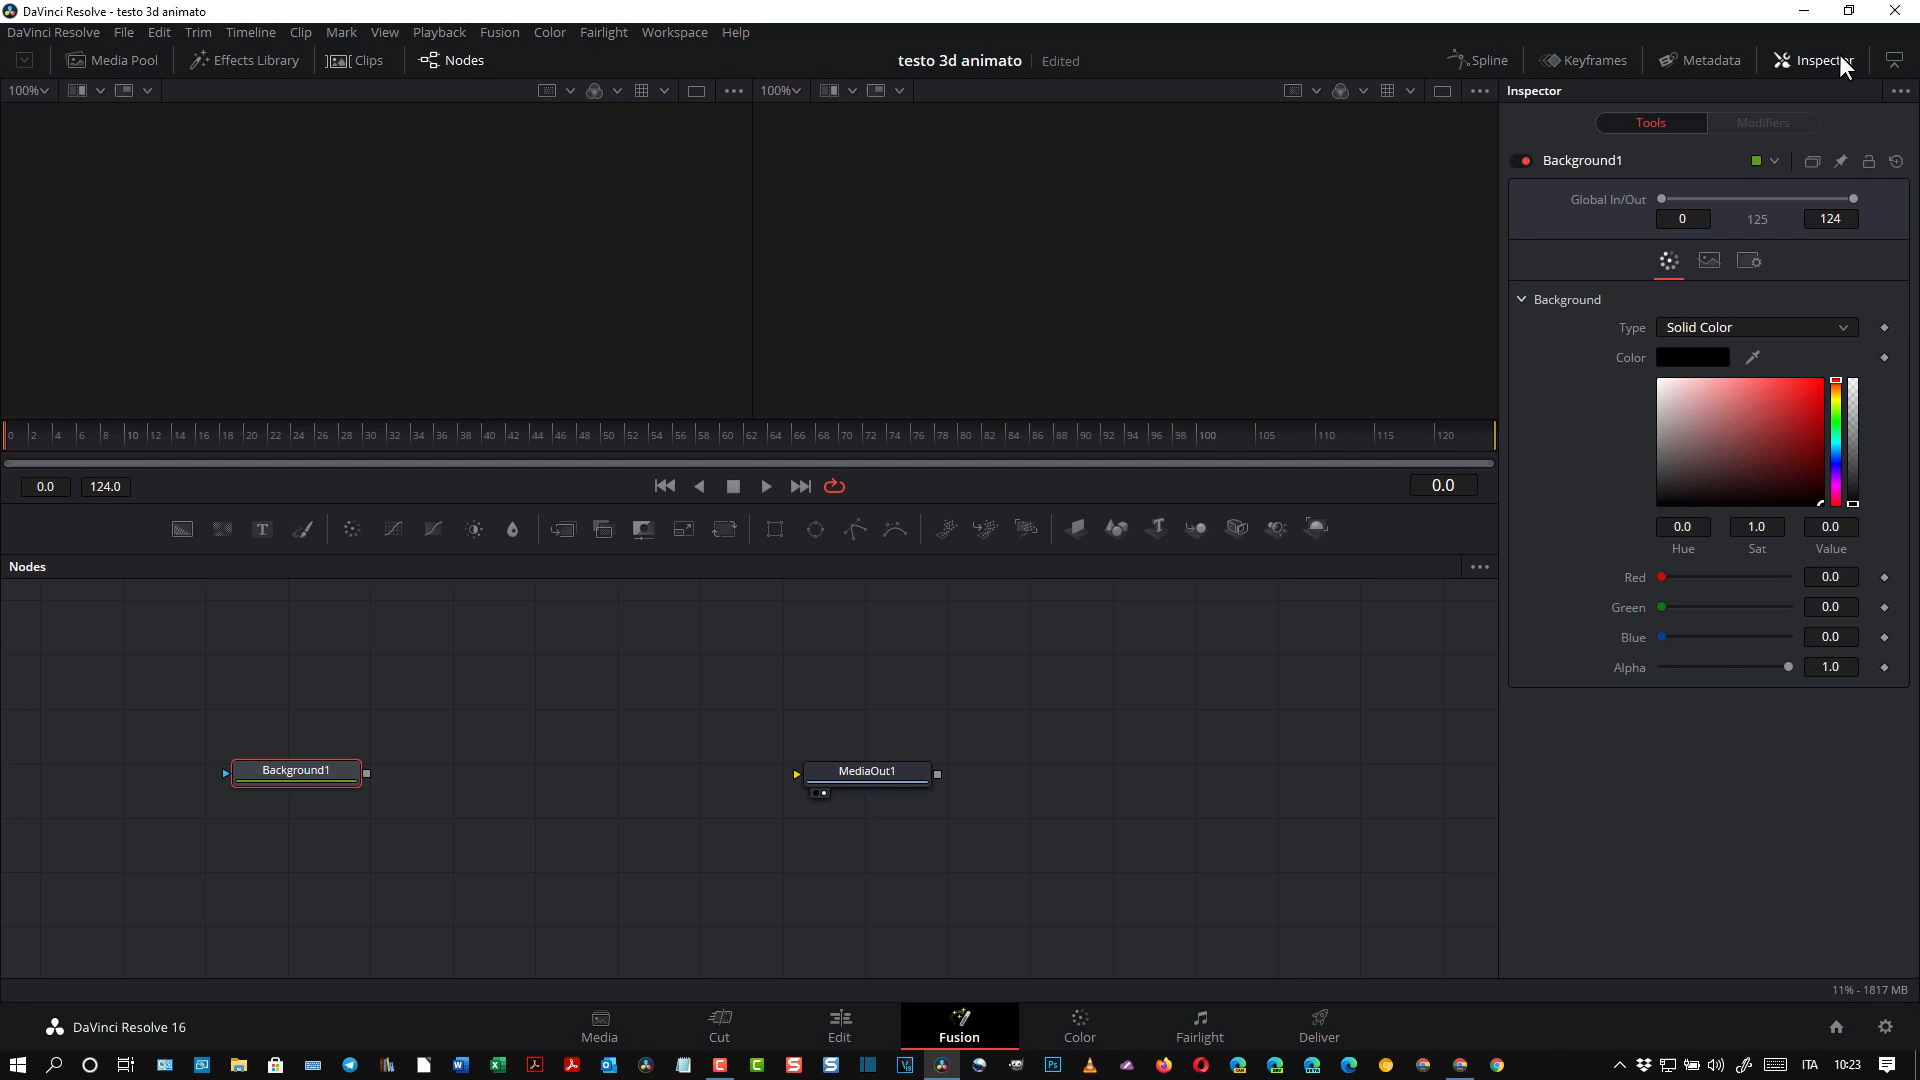 DaVinci Resolve - testo 3d animato
DaVinci Resolve File Edit Trim Timeline Clip Mark View Playback Fusion Color Fairlight Workspace Help
Media Pool Effects Library Clips Nodes testo 3d animato Edited Spline Keyframes Metadata Inspector
100% 100% Inspector
Tools Modifiers
Background1
Global In/Out
0 125 124
Background
Type Solid Color
Color
0 2 4 6 8 10 12 14 16 18 20 22 24 26 28 30 32 34 36 38 40 42 44 46 48 50 52 54 56 58 60 62 64 66 68 70 72 74 76 78 80 82 84 86 88 90 92 94 96 98 100 105 110 115 120
0.0 124.0 0.0
0.0 1.0 0.0
Hue Sat Value
Nodes
Red 0.0
Green 0.0
Blue 0.0
Alpha 1.0
Background1 MediaOut1
11% - 1817 MB
DaVinci Resolve 16 Media Cut Edit Fusion Color Fairlight Deliver
ITA 10:23